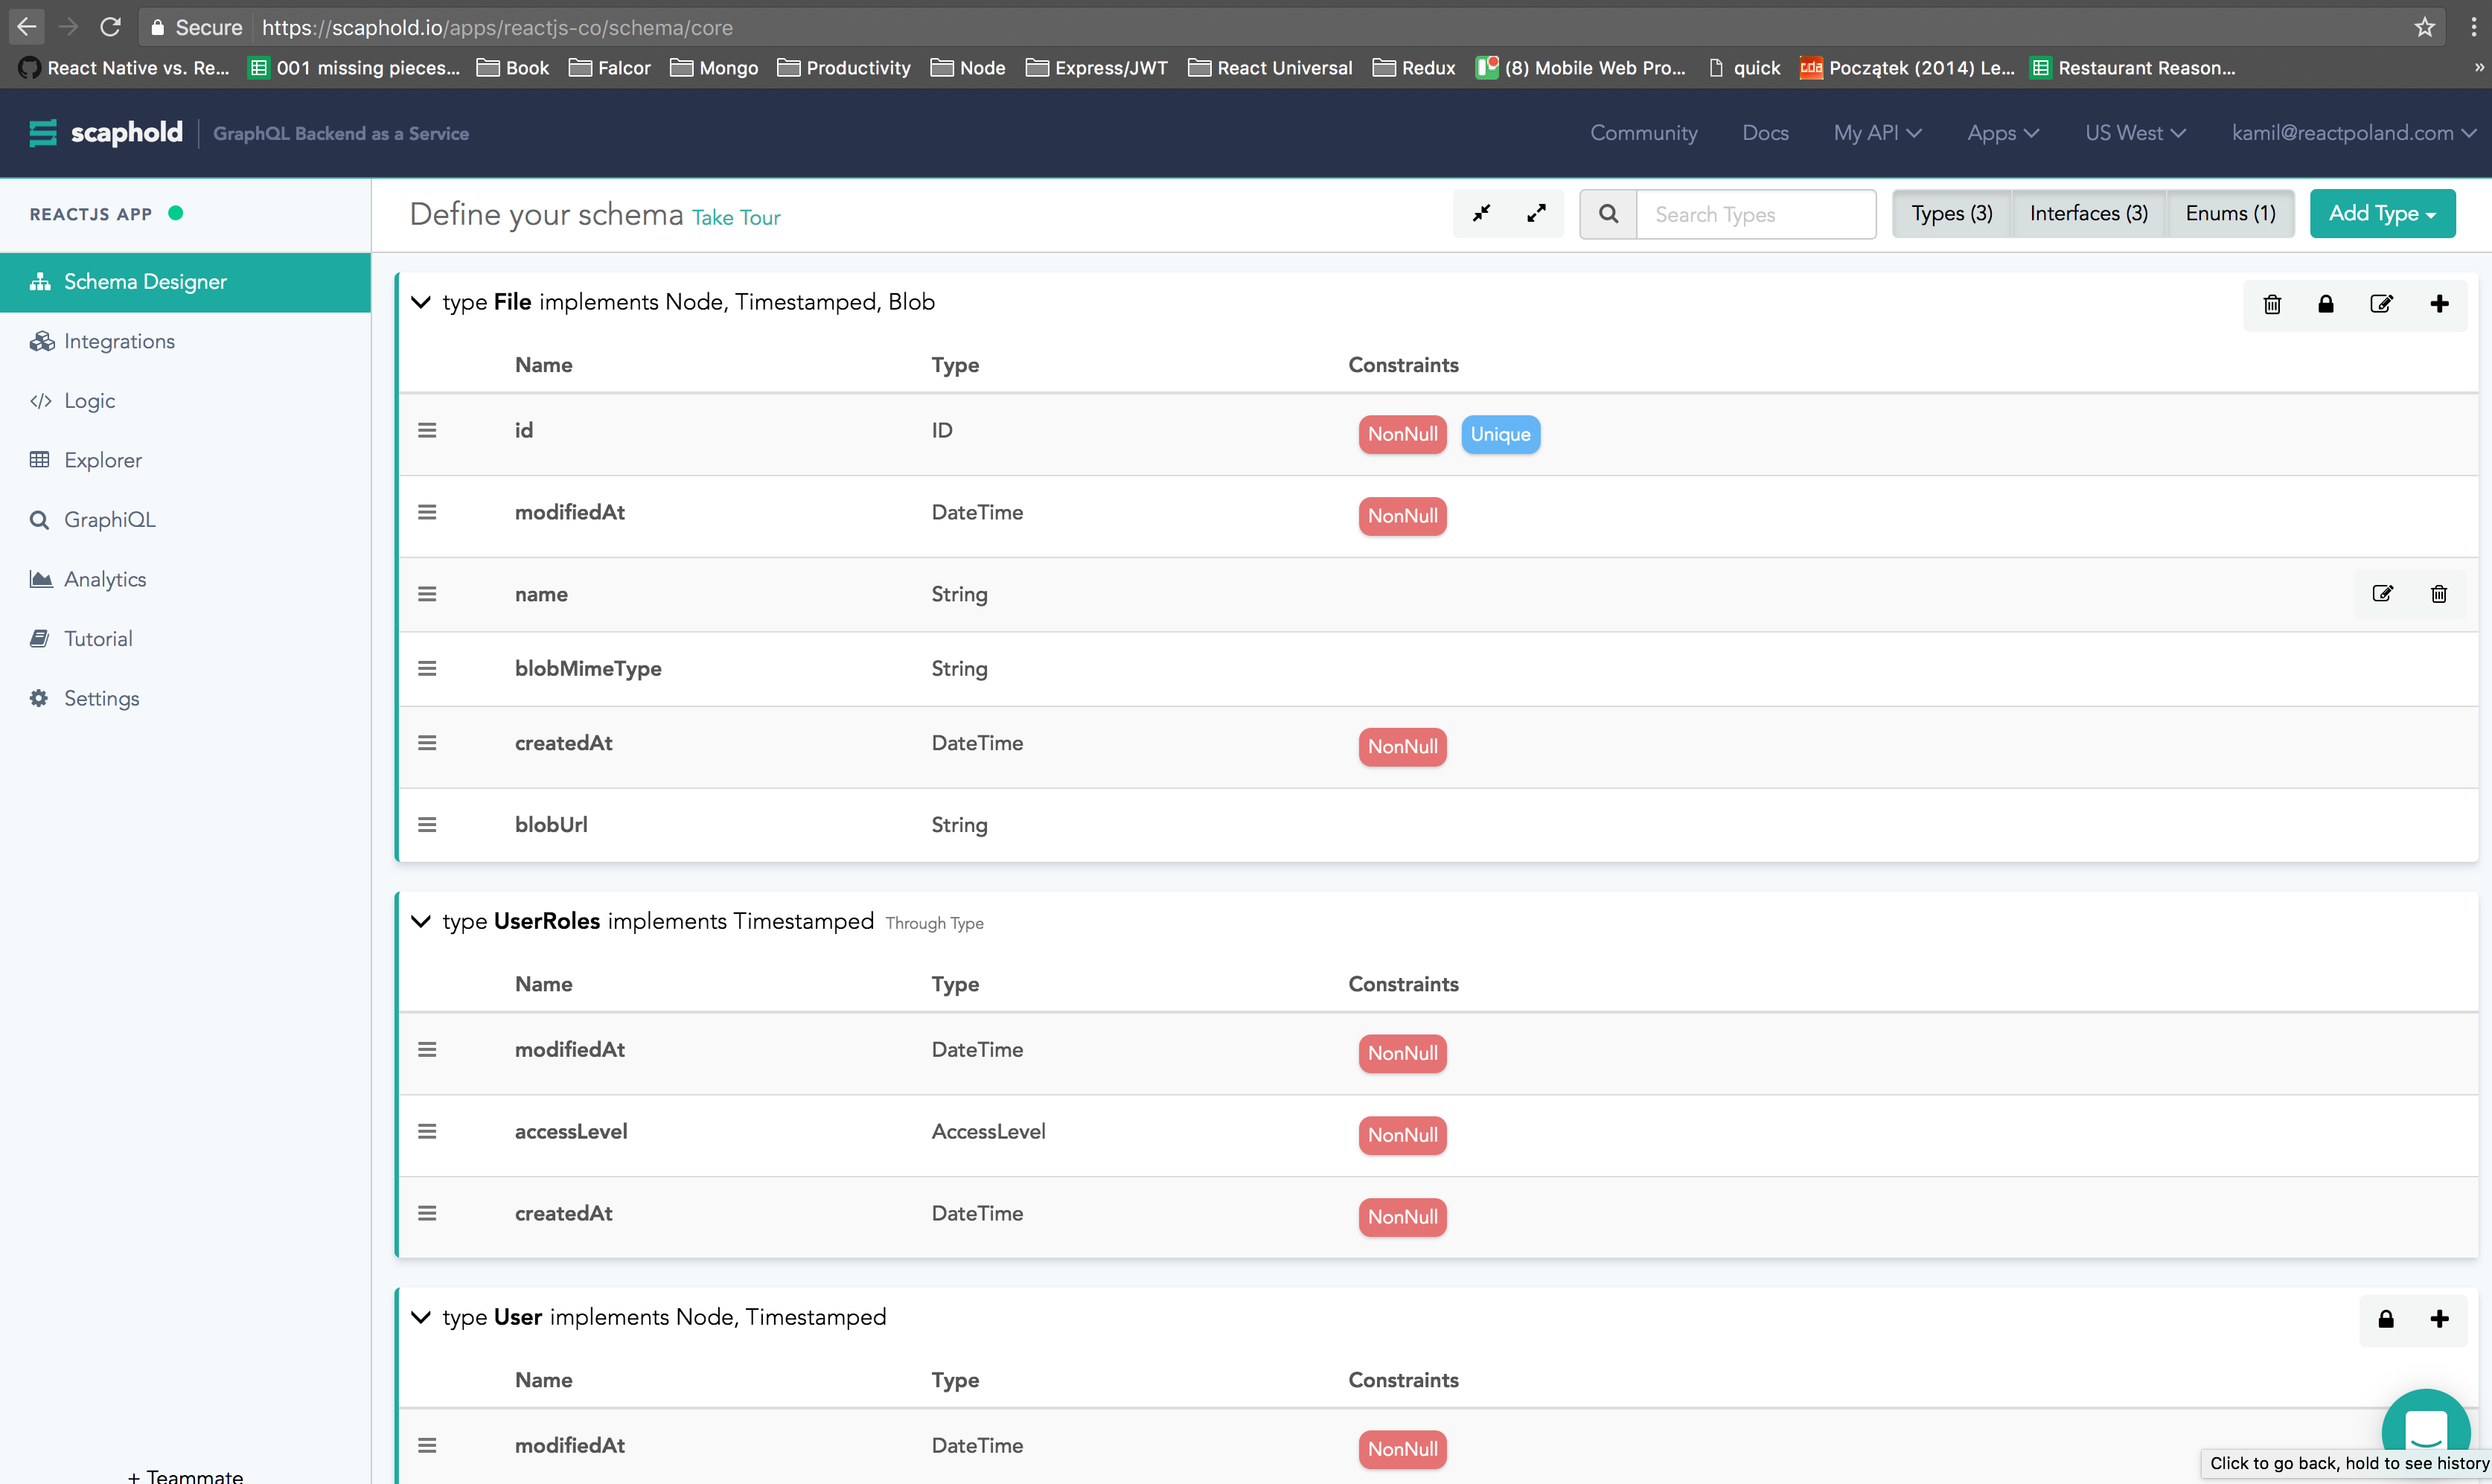 Secure https://scaphold.io/apps/reactjs-co/schema/core
React Native vs. Re... 001 missing pieces... Book Falcor Mongo Productivity Node Express/JWT React Universal Redux (8) Mobile Web Pro... quick cda Początek (2014) Le... Restaurant Reason... »
scaphold GraphQL Backend as a Service Community Docs My API Apps US West kamil@reactpoland.com
REACTJS APP
Define your schema Take Tour Search Types Types (3) Interfaces (3) Enums (1) Add Type
Schema Designer
Integrations
Logic
Explorer
GraphiQL
Analytics
Tutorial
Settings
+ Teammate
type File implements Node, Timestamped, Blob
Name Type Constraints
id ID NonNull Unique
modifiedAt DateTime NonNull
name String
blobMimeType String
createdAt DateTime NonNull
blobUrl String
type UserRoles implements Timestamped Through Type
Name Type Constraints
modifiedAt DateTime NonNull
accessLevel AccessLevel NonNull
createdAt DateTime NonNull
type User implements Node, Timestamped
Name Type Constraints
modifiedAt DateTime NonNull
Click to go back, hold to see history